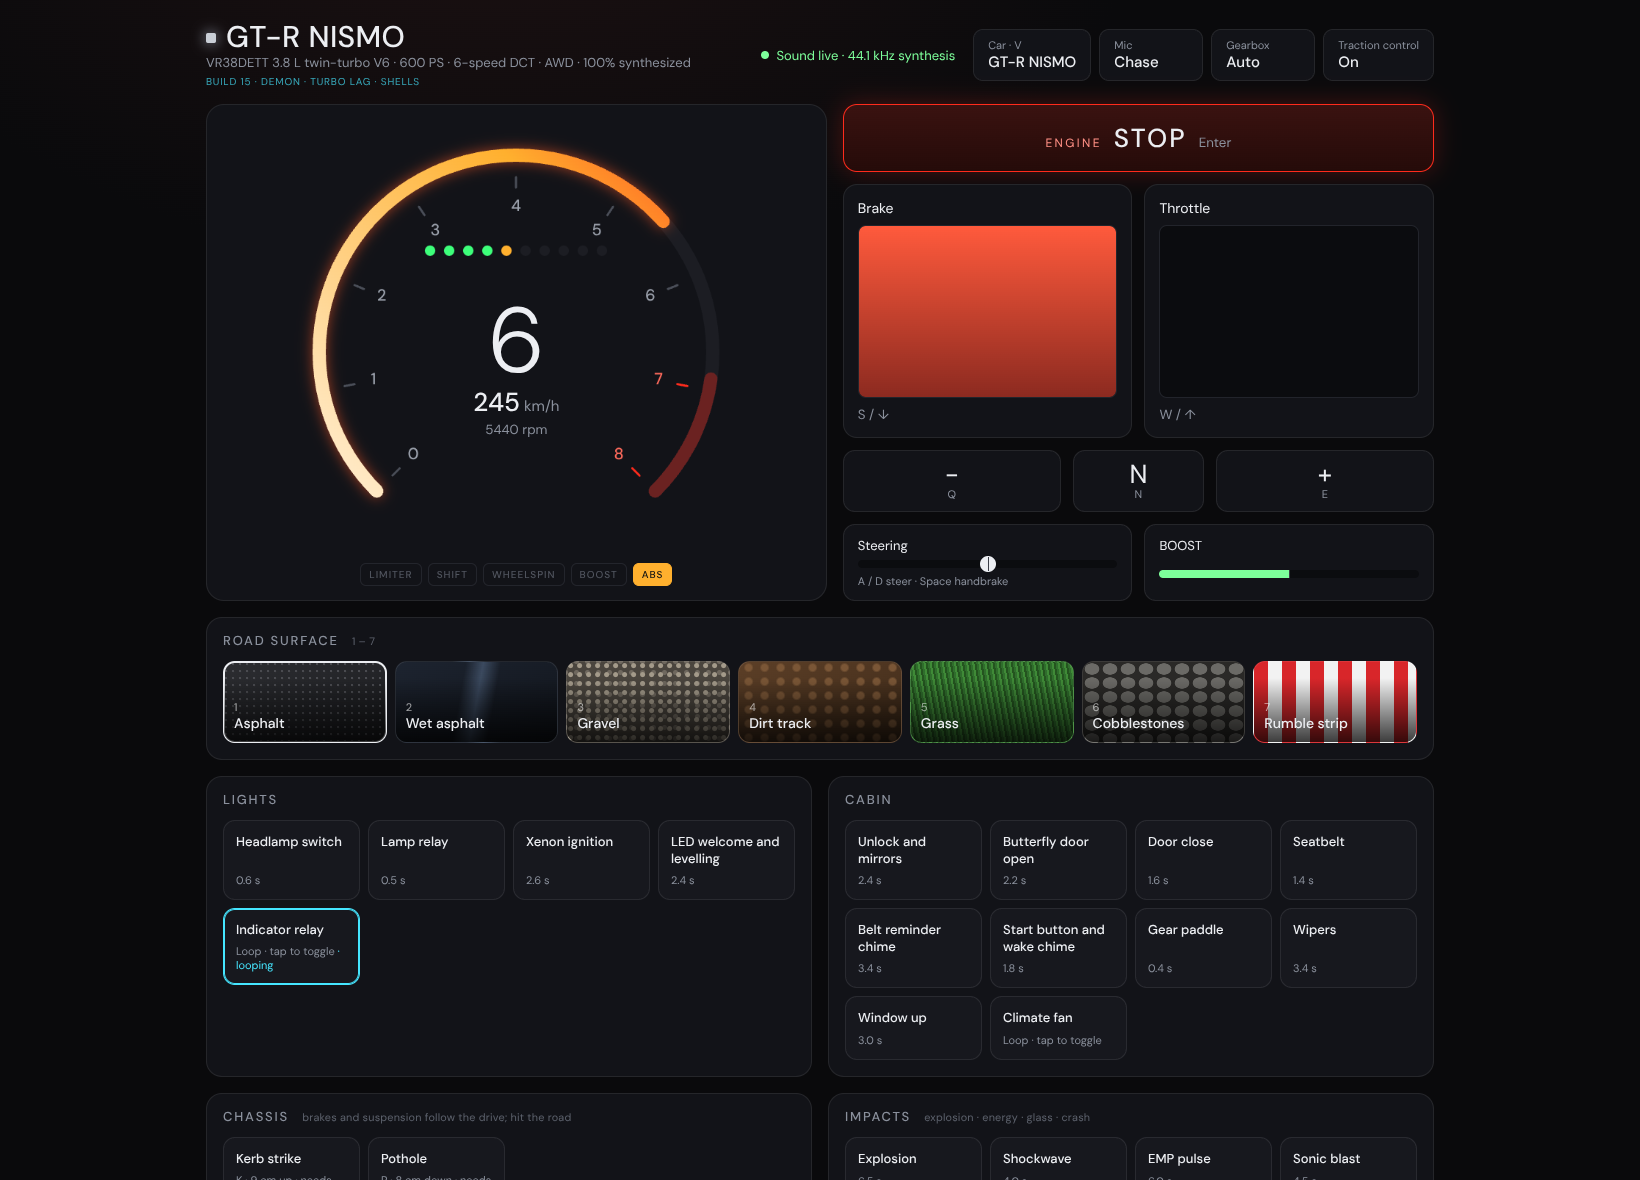 GT-R NISMO
VR38DETT 3.8 L twin-turbo V6 · 600 PS · 6-speed DCT · AWD · 100% synthesized
BUILD 15 · DEMON · TURBO LAG · SHELLS
Sound live · 44.1 kHz synthesis
Car · V
GT-R NISMO
Mic
Chase
Gearbox
Auto
Traction control
On
0
1
2
3
4
5
6
7
8
6
245 km/h
5440 rpm
LIMITER
SHIFT
WHEELSPIN
BOOST
ABS
ENGINE STOP Enter
Brake
S / ↓
Throttle
W / ↑
−
Q
N
N
+
E
Steering
A / D steer · Space handbrake
BOOST
ROAD SURFACE 1 – 7
1
Asphalt
2
Wet asphalt
3
Gravel
4
Dirt track
5
Grass
6
Cobblestones
7
Rumble strip
LIGHTS
Headlamp switch
0.6 s
Lamp relay
0.5 s
Xenon ignition
2.6 s
LED welcome and
levelling
2.4 s
Indicator relay
Loop · tap to toggle ·
looping
CABIN
Unlock and
mirrors
2.4 s
Butterfly door
open
2.2 s
Door close
1.6 s
Seatbelt
1.4 s
Belt reminder
chime
3.4 s
Start button and
wake chime
1.8 s
Gear paddle
0.4 s
Wipers
3.4 s
Window up
3.0 s
Climate fan
Loop · tap to toggle
CHASSIS brakes and suspension follow the drive; hit the road
Kerb strike
Pothole
IMPACTS explosion · energy · glass · crash
Explosion
Shockwave
EMP pulse
Sonic blast